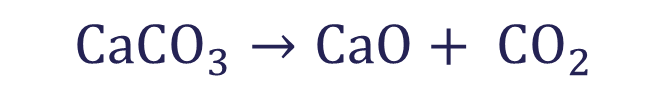 CaCO₃ → CaO + CO₂